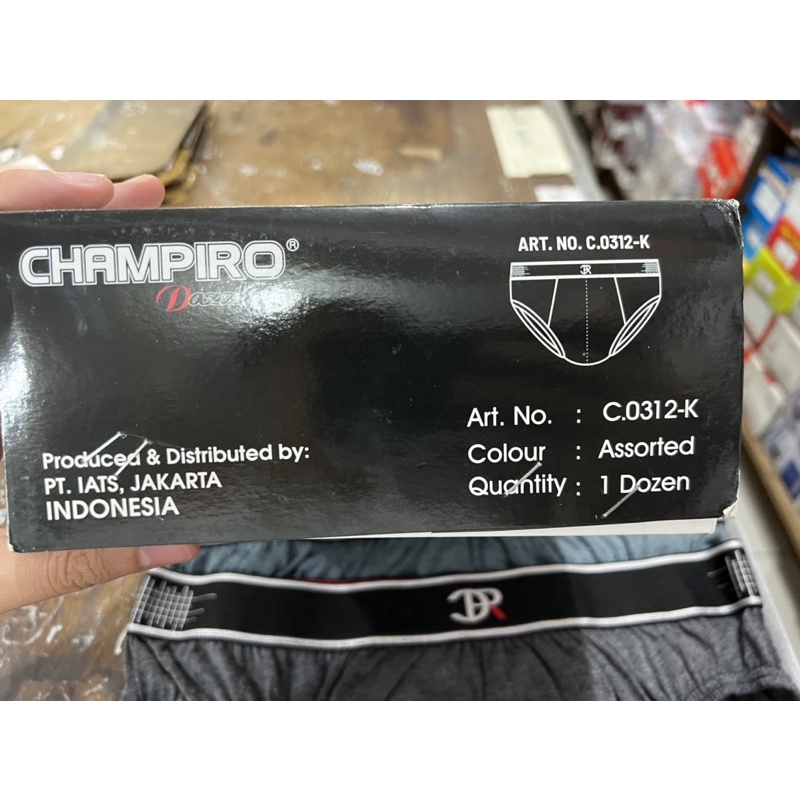 CHAMPIRO®
Dazzle
ART. NO. C.0312-K
Art. No. : C.0312-K
Colour : Assorted
Quantity : 1 Dozen
Produced & Distributed by:
PT. IATS, JAKARTA
INDONESIA